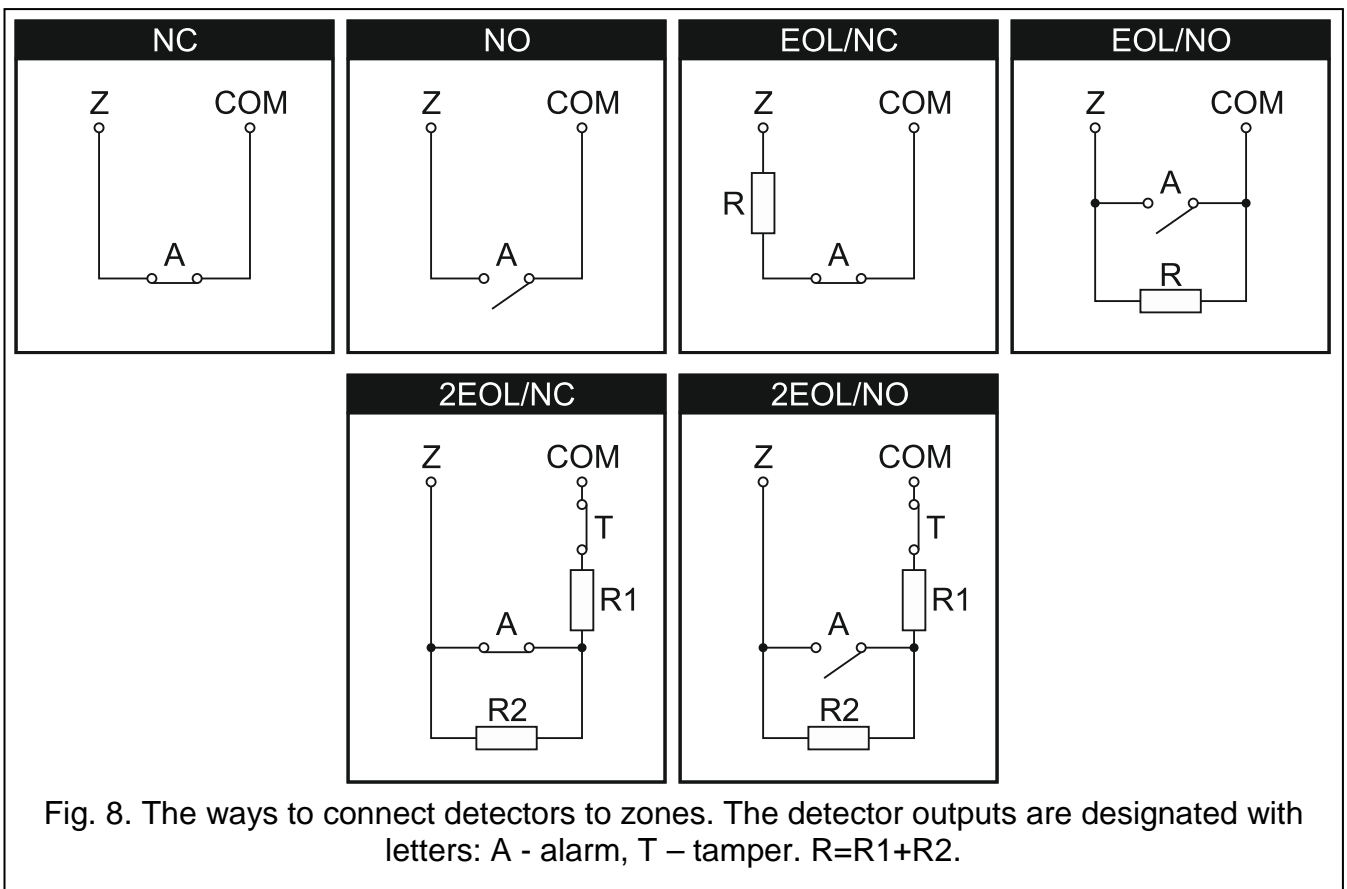 NC
Z COM
A
NO
Z COM
A
EOL/NC
Z COM
R
A
EOL/NO
Z COM
A
R
2EOL/NC
Z COM
T
R1
A
R2
2EOL/NO
Z COM
T
R1
A
R2
Fig. 8. The ways to connect detectors to zones. The detector outputs are designated with
letters: A - alarm, T – tamper. R=R1+R2.